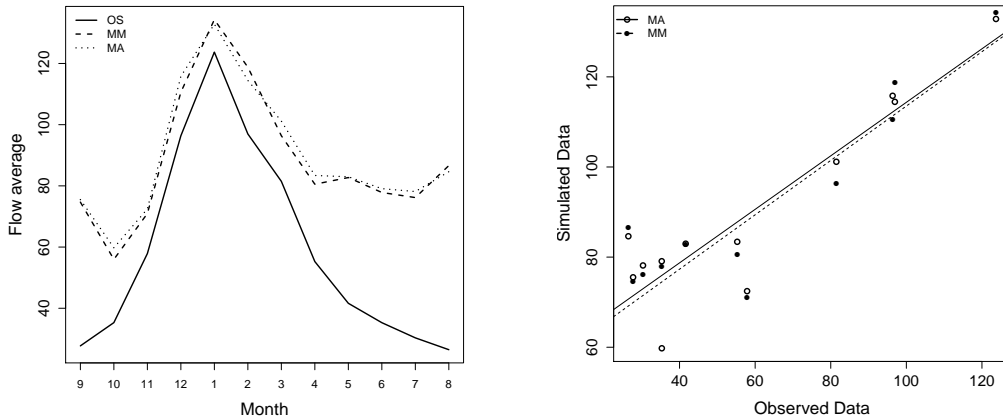 OS
MM
MA
Flow average
120
100
80
60
40
9 10 11 12 1 2 3 4 5 6 7 8
Month
MA
MM
Simulated Data
120
100
80
60
40 60 80 100 120
Observed Data